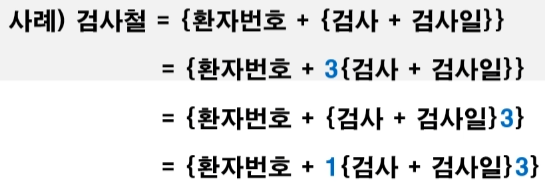 사례) 검사철 = {환자번호 + {검사 + 검사일}}
= {환자번호 + 3{검사 + 검사일}}
= {환자번호 + {검사 + 검사일}3}
= {환자번호 + 1{검사 + 검사일}3}